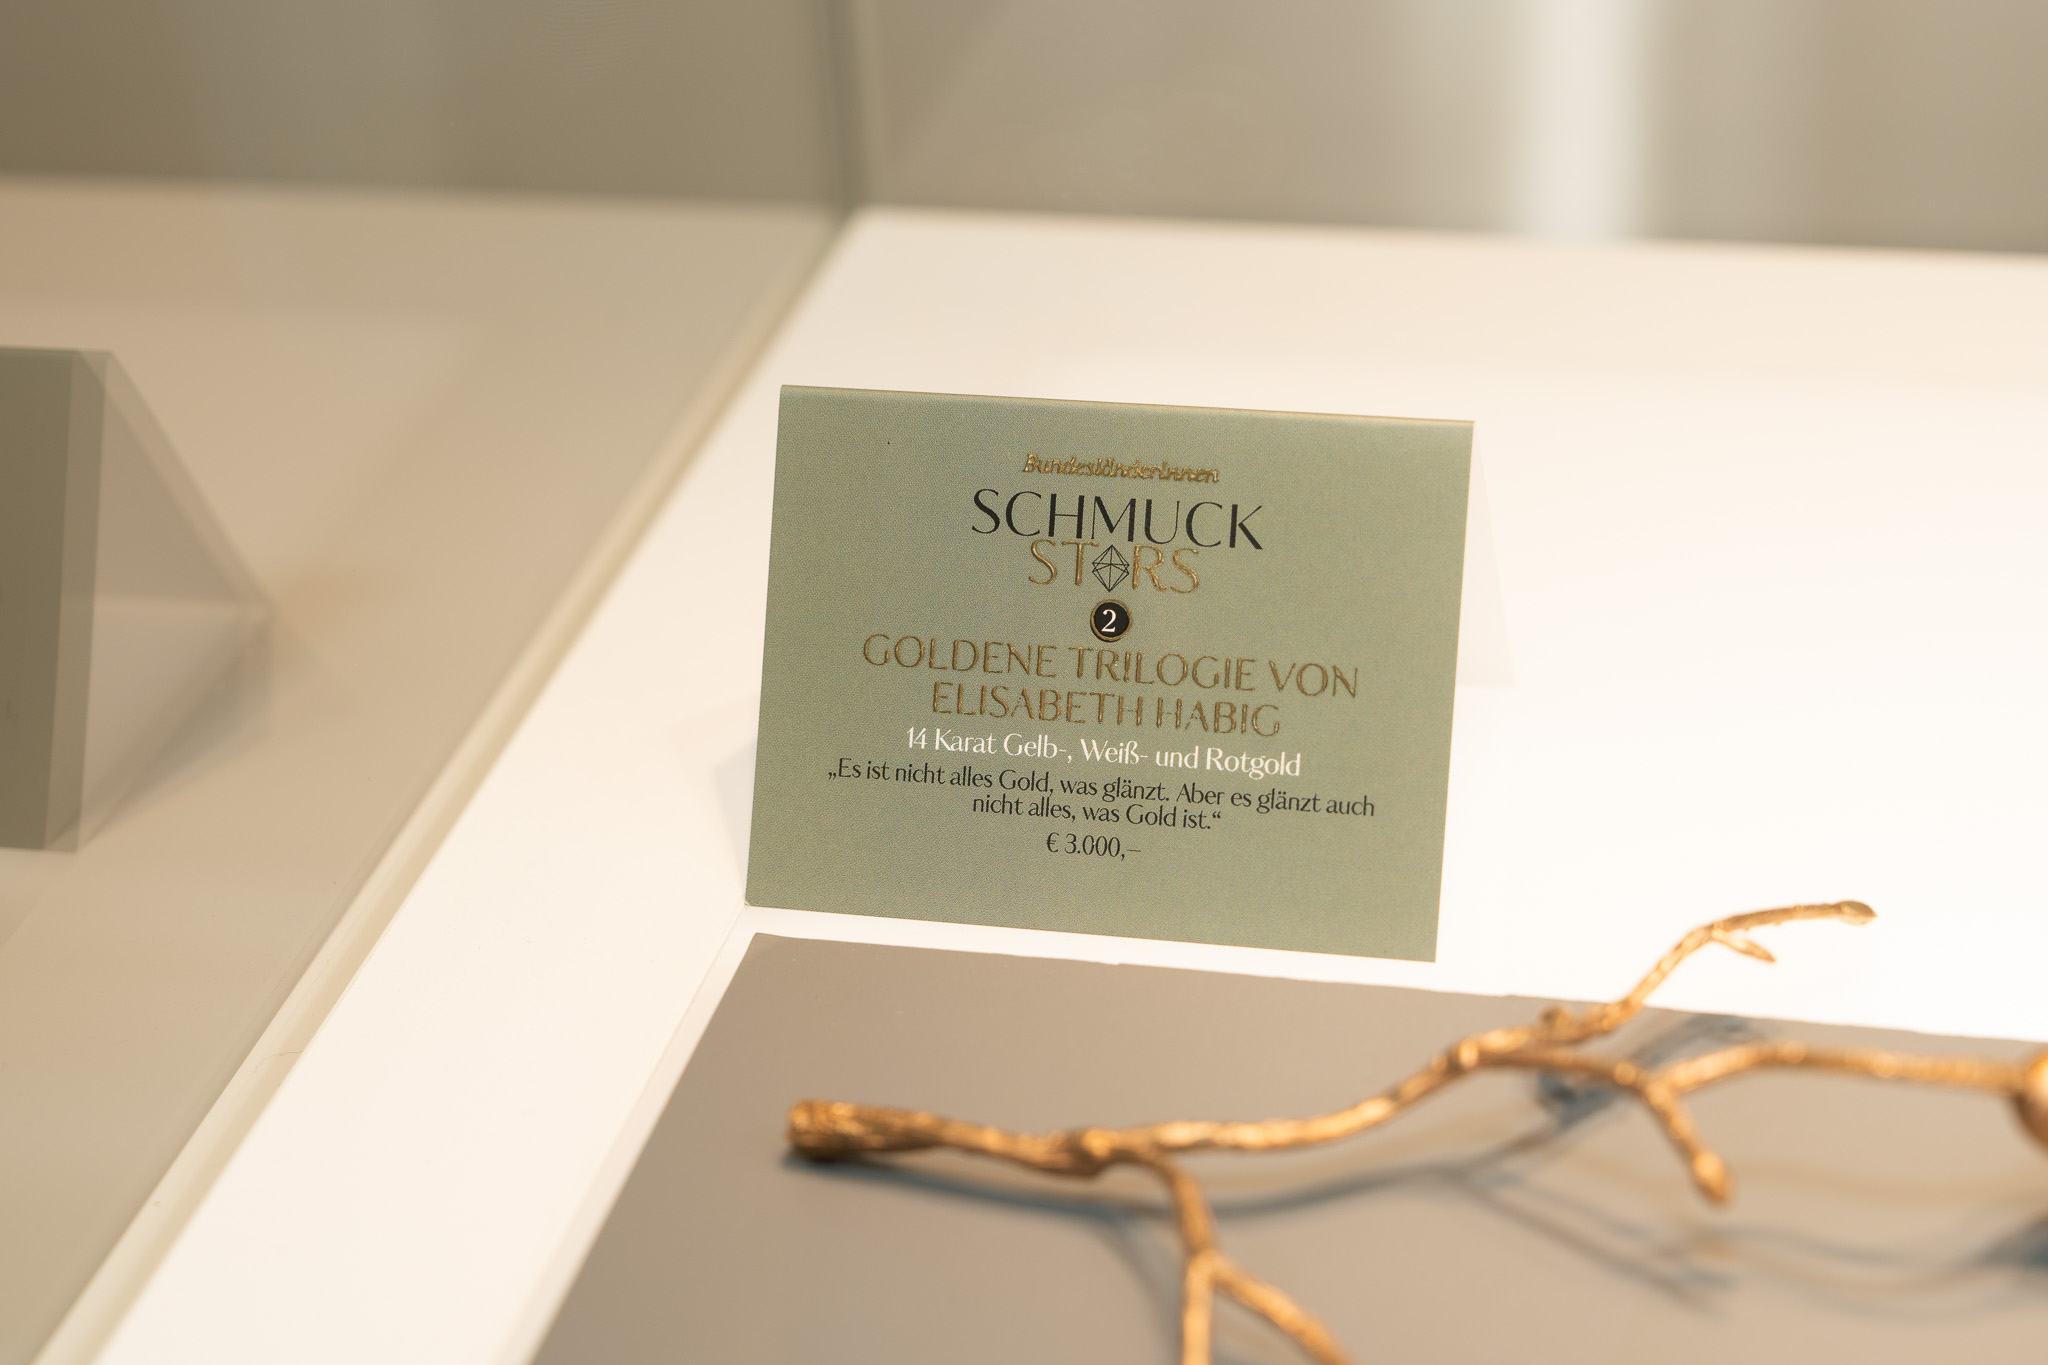 Bundesländerinnen
SCHMUCK
STARS
2
GOLDENE TRILOGIE VON
ELISABETH HABIG
14 Karat Gelb-, Weiß- und Rotgold
„Es ist nicht alles Gold, was glänzt. Aber es glänzt auch
nicht alles, was Gold ist.“
€ 3.000,–